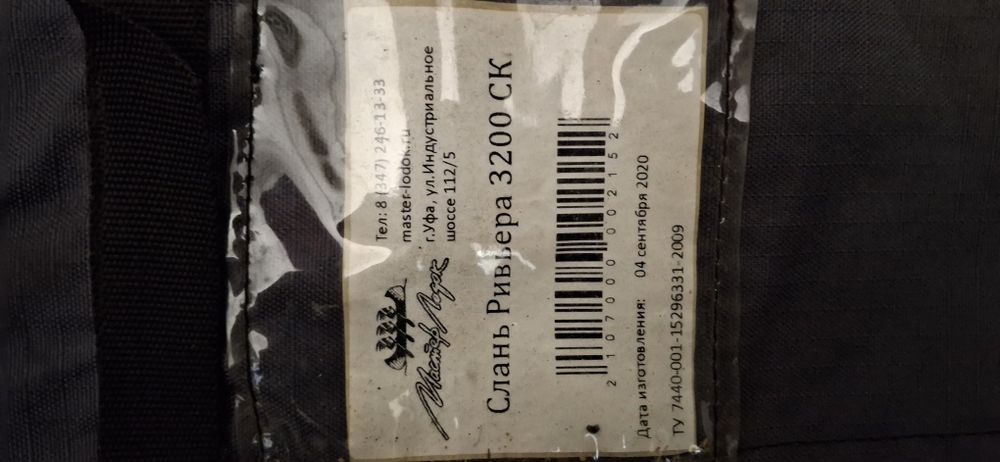 Мастер Лодок
Тел: 8 (347) 246-13-33
master-lodok.ru
г.Уфа, ул.Индустриальное
шоссе 112/5
Слань Ривьера 3200 СК
2107000002152
Дата изготовления: 04 сентября 2020
ТУ 7440-001-15296331-2009